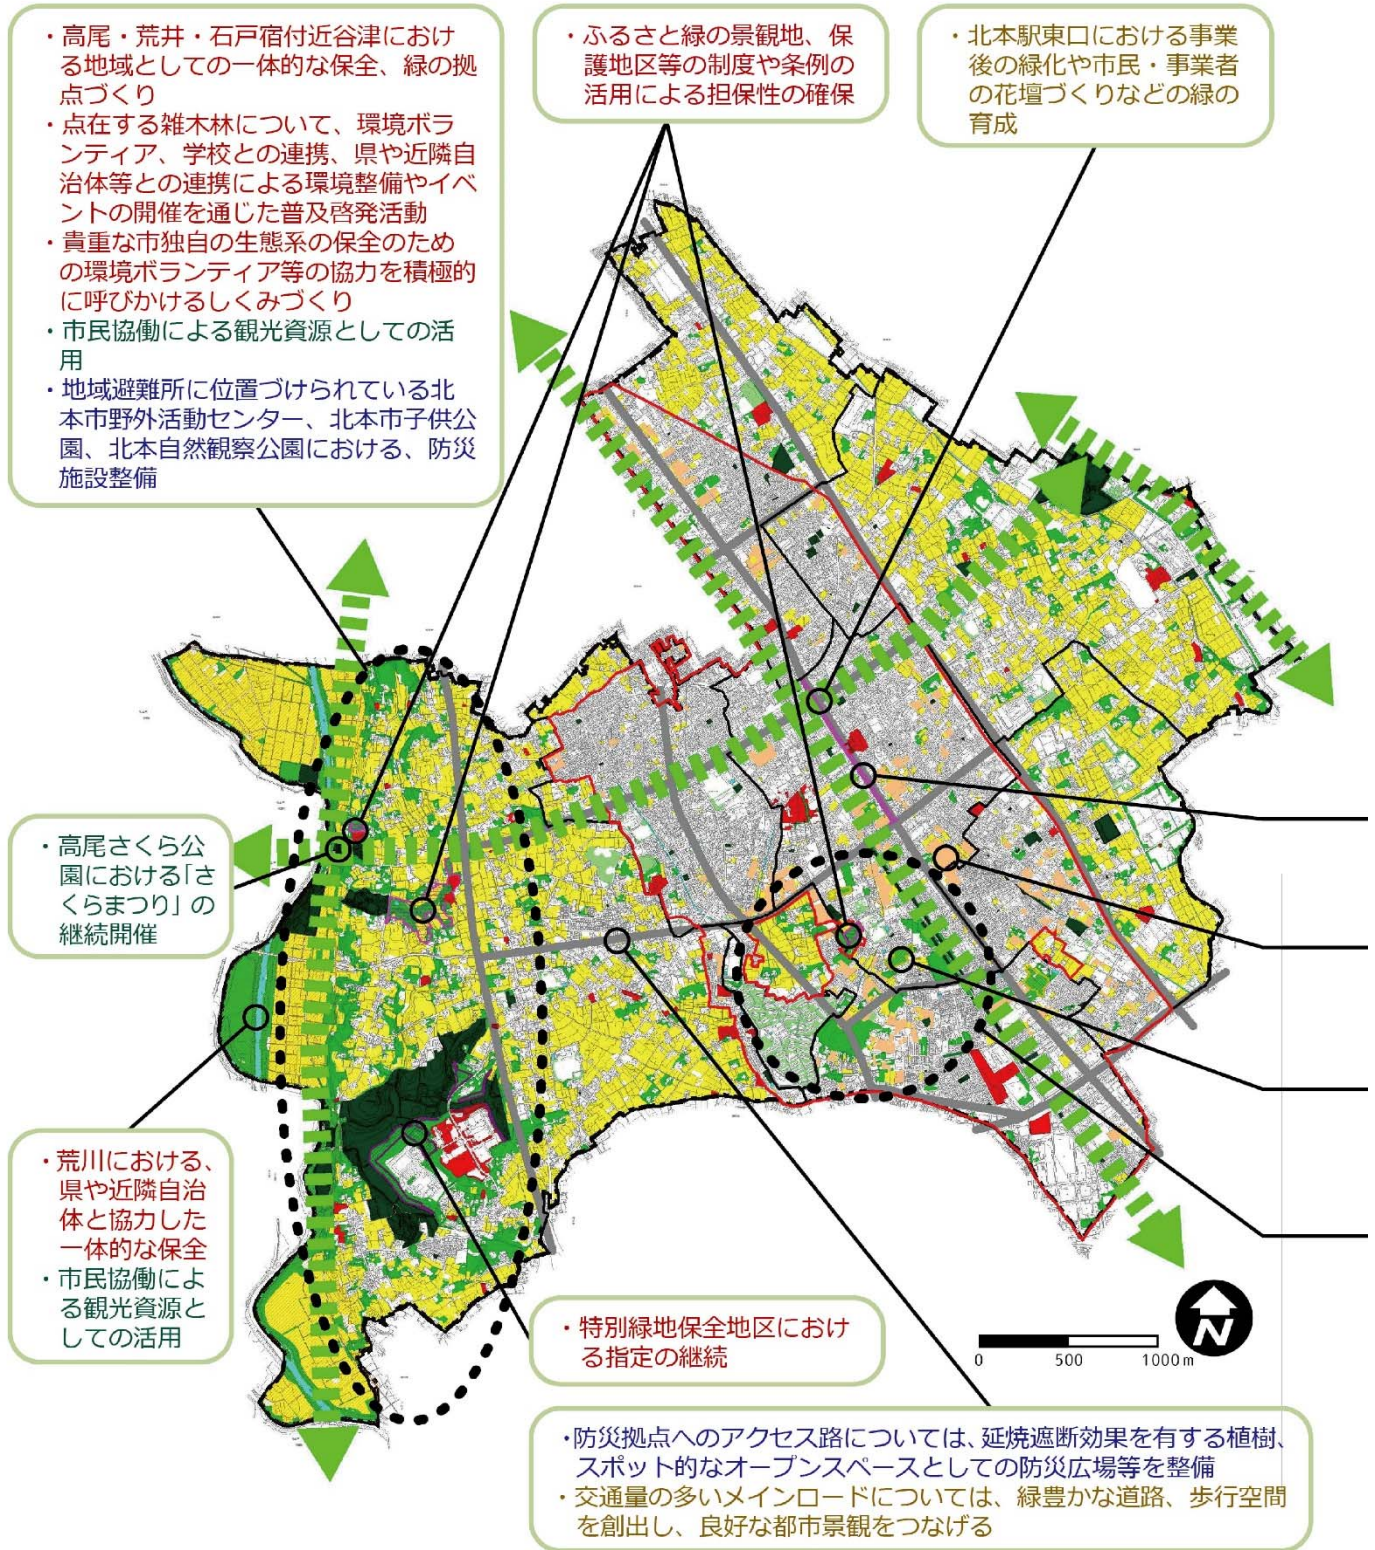 ・高尾・荒井・石戸宿付近谷津におけ
る地域としての一体的な保全、緑の拠
点づくり
・点在する雑木林について、環境ボラ
ンティア、学校との連携、県や近隣自
治体等との連携による環境整備やイベ
ントの開催を通じた普及啓発活動
・貴重な市独自の生態系の保全のため
の環境ボランティア等の協力を積極的
に呼びかけるしくみづくり
・市民協働による観光資源としての活
用
・地域避難所に位置づけられている北
本市野外活動センター、北本市子供公
園、北本自然観察公園における、防災
施設整備
・ふるさと緑の景観地、保
護地区等の制度や条例の
活用による担保性の確保
・北本駅東口における事業
後の緑化や市民・事業者
の花壇づくりなどの緑の
育成
・高尾さくら公
園における「さ
くらまつり」の
継続開催
・荒川における、
県や近隣自治
体と協力した
一体的な保全
・市民協働によ
る観光資源と
しての活用
・特別緑地保全地区におけ
る指定の継続
N
0 500 1000m
・防災拠点へのアクセス路については、延焼遮断効果を有する植樹、
スポット的なオープンスペースとしての防災広場等を整備
・交通量の多いメインロードについては、緑豊かな道路、歩行空間
を創出し、良好な都市景観をつなげる